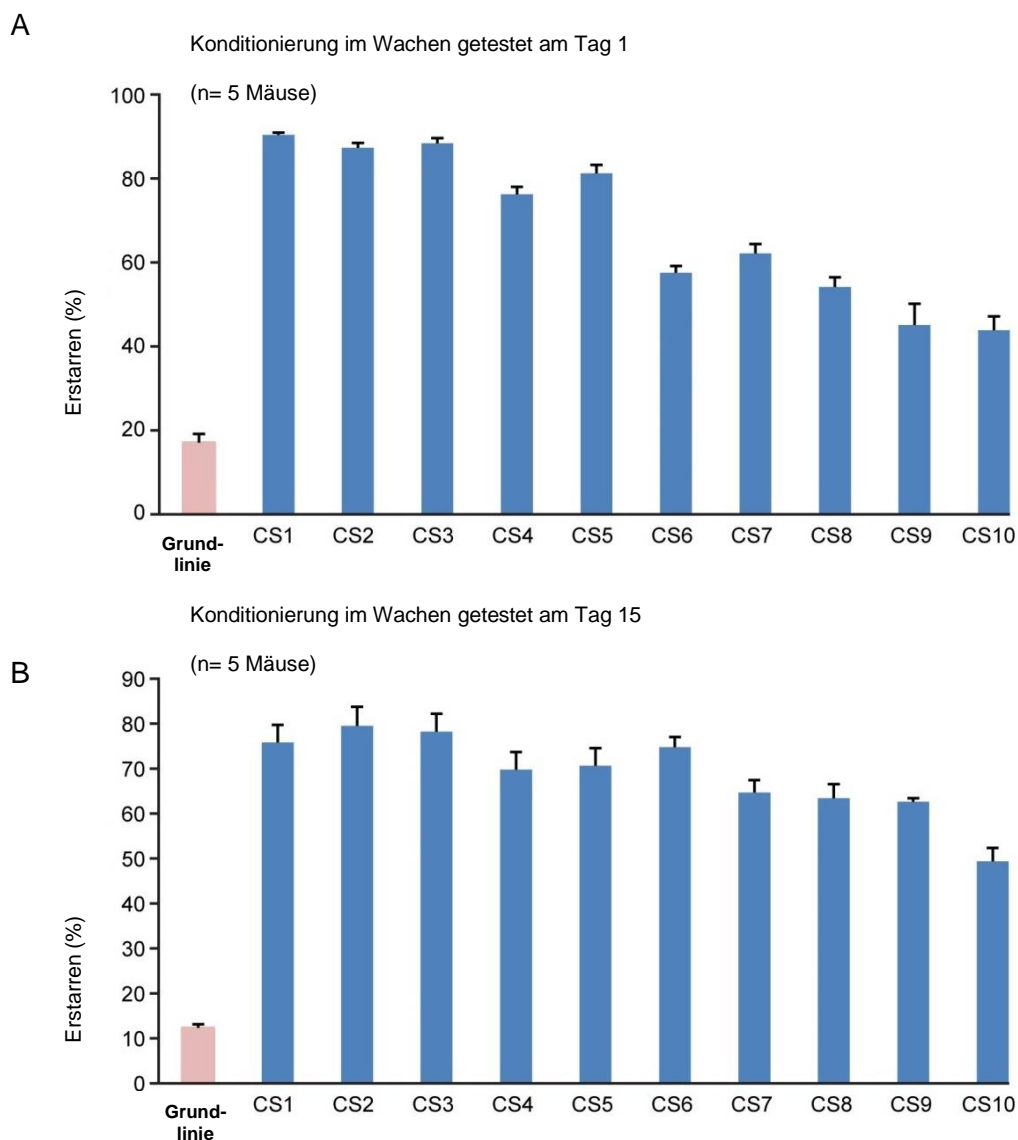 A
Konditionierung im Wachen getestet am Tag 1
(n= 5 Mäuse)
100
80
60
40
20
0
Erstarren (%)
Grund-
linie
CS1 CS2 CS3 CS4 CS5 CS6 CS7 CS8 CS9 CS10
Konditionierung im Wachen getestet am Tag 15
B
(n= 5 Mäuse)
90
80
70
60
50
40
30
20
10
0
Erstarren (%)
Grund-
linie
CS1 CS2 CS3 CS4 CS5 CS6 CS7 CS8 CS9 CS10